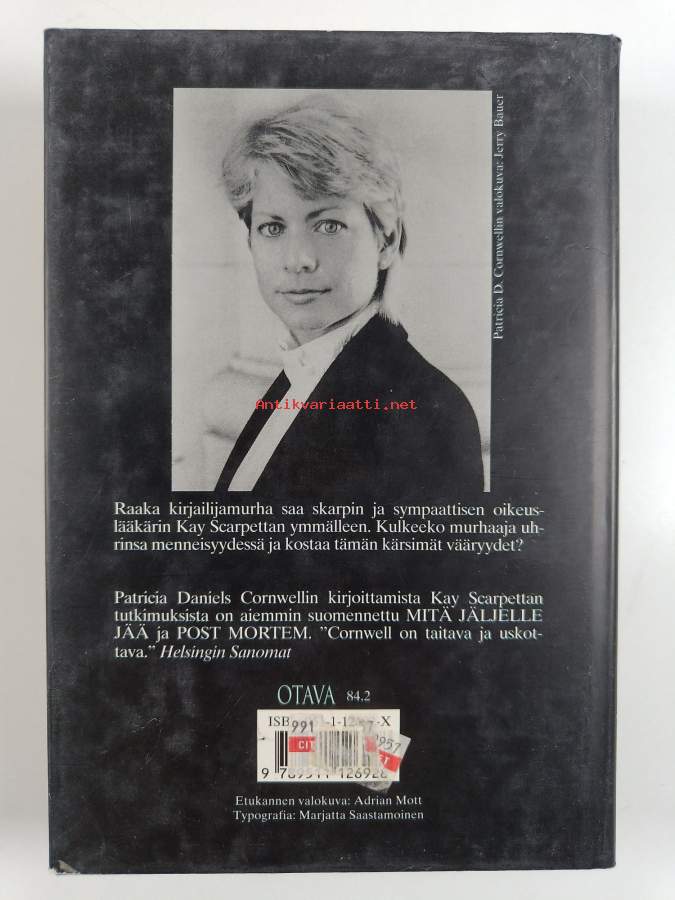 Patricia D. Cornwellin valokuva: Jerry Bauer
Antikvariaatti.net
Raaka kirjailijamurha saa skarpin ja sympaattisen oikeus-
lääkärin Kay Scarpettan ymmälleen. Kulkeeko murhaaja uh-
rinsa menneisyydessä ja kostaa tämän kärsimät vääryydet?
Patricia Daniels Cornwellin kirjoittamista Kay Scarpettan
tutkimuksista on aiemmin suomennettu MITÄ JÄLJELLE
JÄÄ ja POST MORTEM. ”Cornwell on taitava ja uskot-
tava.” Helsingin Sanomat
OTAVA 84.2
991
Etukannen valokuva: Adrian Mott
Typografia: Marjatta Saastamoinen